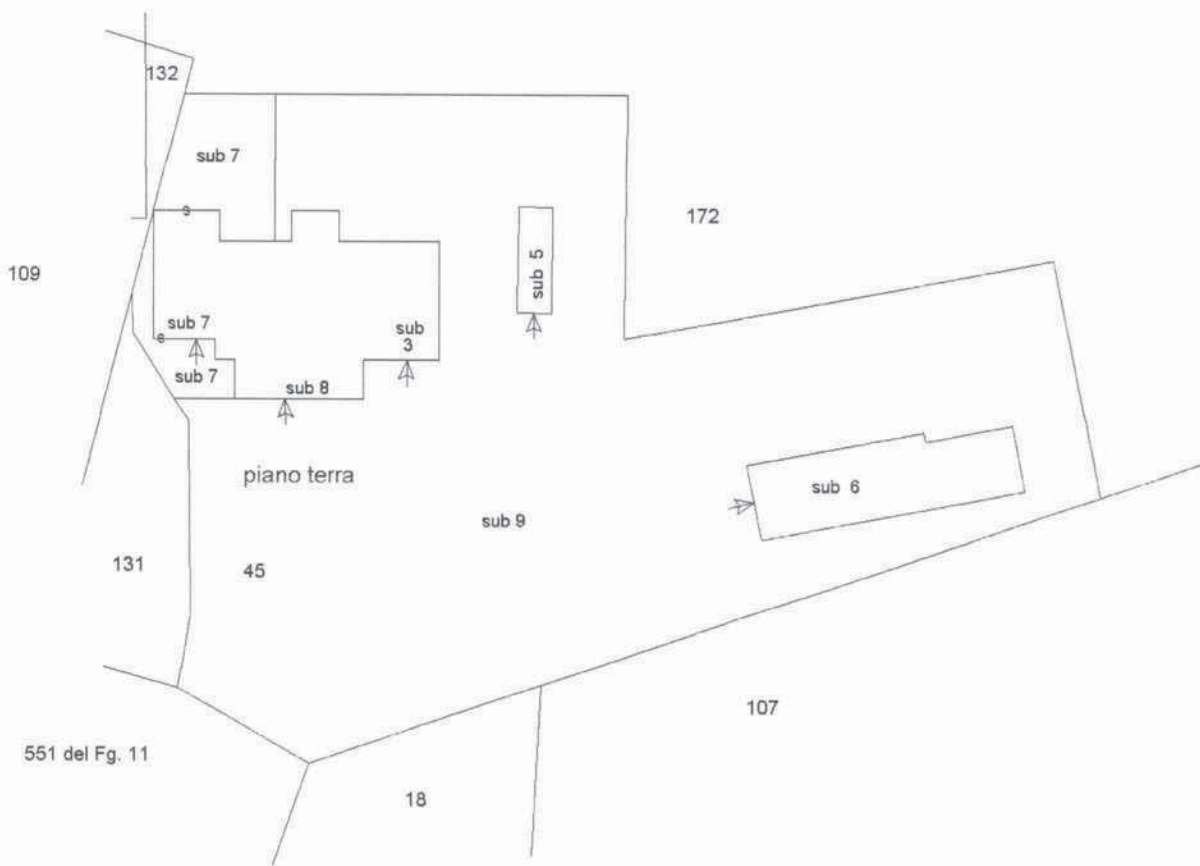 132
sub 7
172
109
sub 5
sub 7
sub
3
sub 7
sub 8
piano terra
sub 6
sub 9
131
45
107
551 del Fg. 11
18